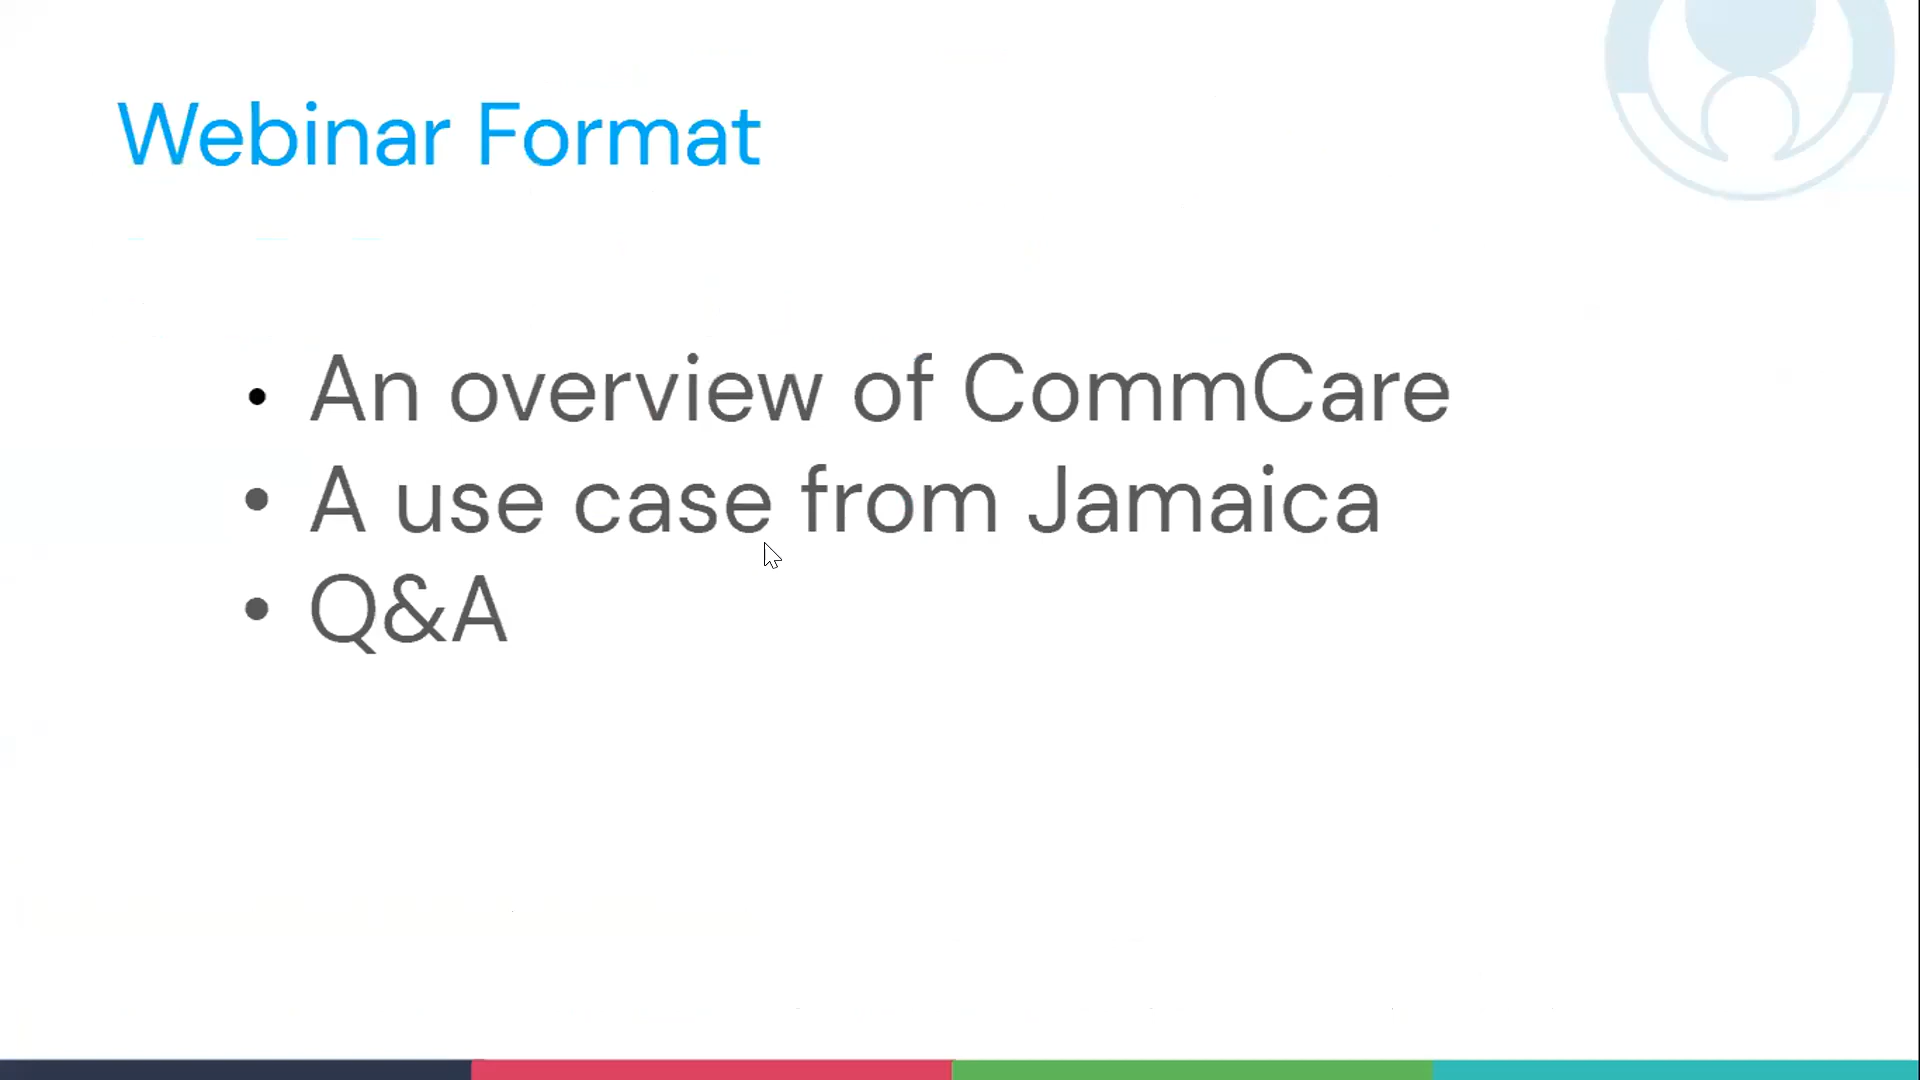 Webinar Format
• An overview of CommCare
• A use case from Jamaica
• Q&A